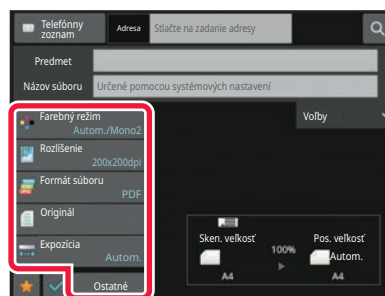 Telefónny
zoznam
Adresa
Stlačte na zadanie adresy
Predmet
Názov súboru
Určené pomocou systémových nastavení
Farebný režim
Autom./Mono2
Voľby
Rozlíšenie
200x200dpi
Formát súboru
PDF
Originál
Expozícia
Autom.
Ostatné
Sken. veľkosť
100%
Pos. veľkosť
Autom.
A4
A4